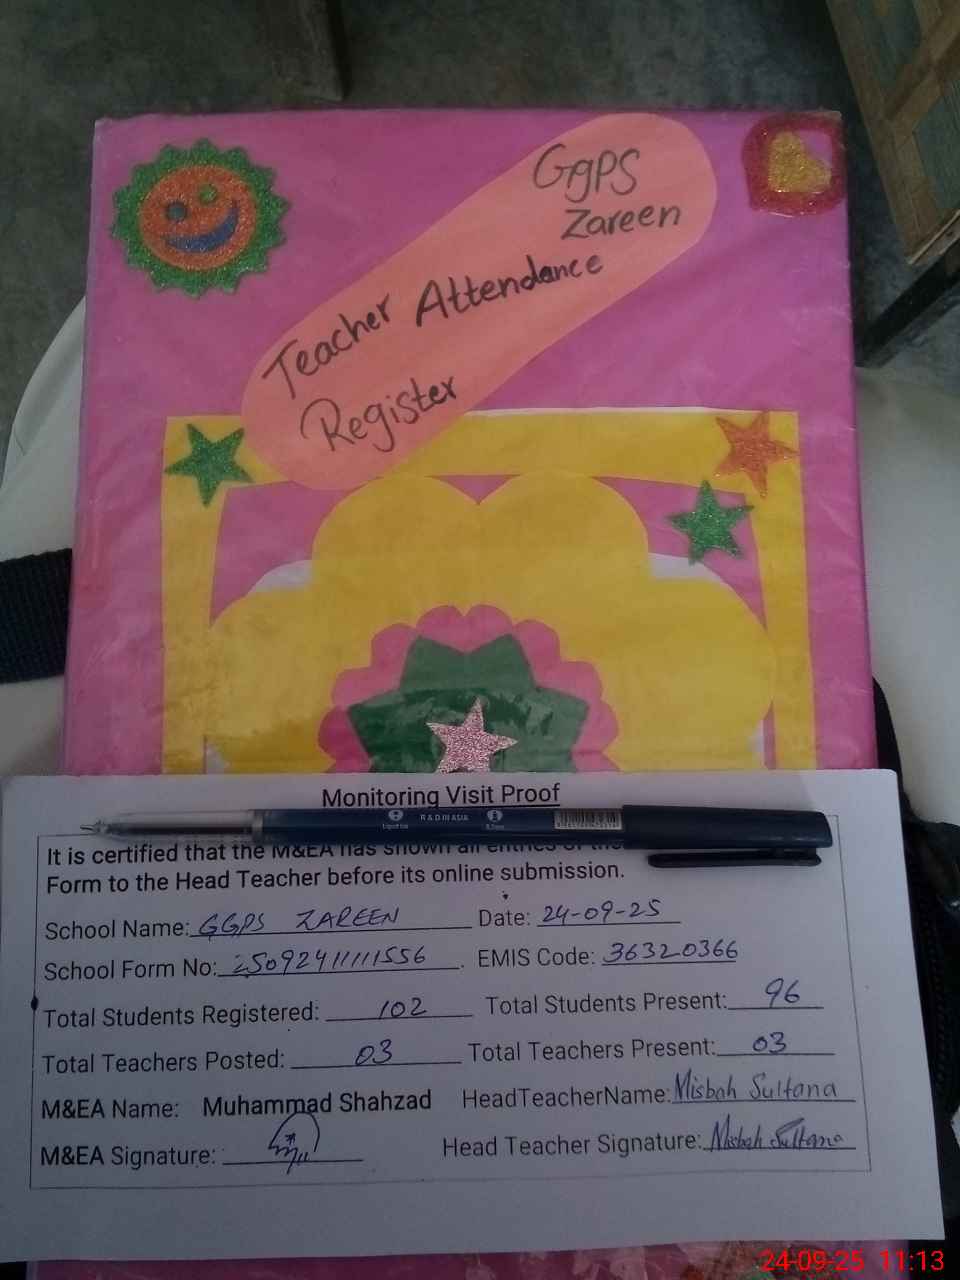 GgPS
Zareen
Teacher Attendance
Register
Monitoring Visit Proof
R & D IN ASIA
It is certified that the M&EA has shown all entries of the
Form to the Head Teacher before its online submission.
School Name: GGPS ZAREEN Date: 24-09-25
School Form No: 25092411111556. EMIS Code: 36320366
Total Students Registered: 102 Total Students Present: 96
Total Teachers Posted: 03 Total Teachers Present: 03
M&EA Name: Muhammad Shahzad HeadTeacherName: Misbah Sultana
M&EA Signature: Head Teacher Signature: Misbah Sultana
24-09-25 11:13